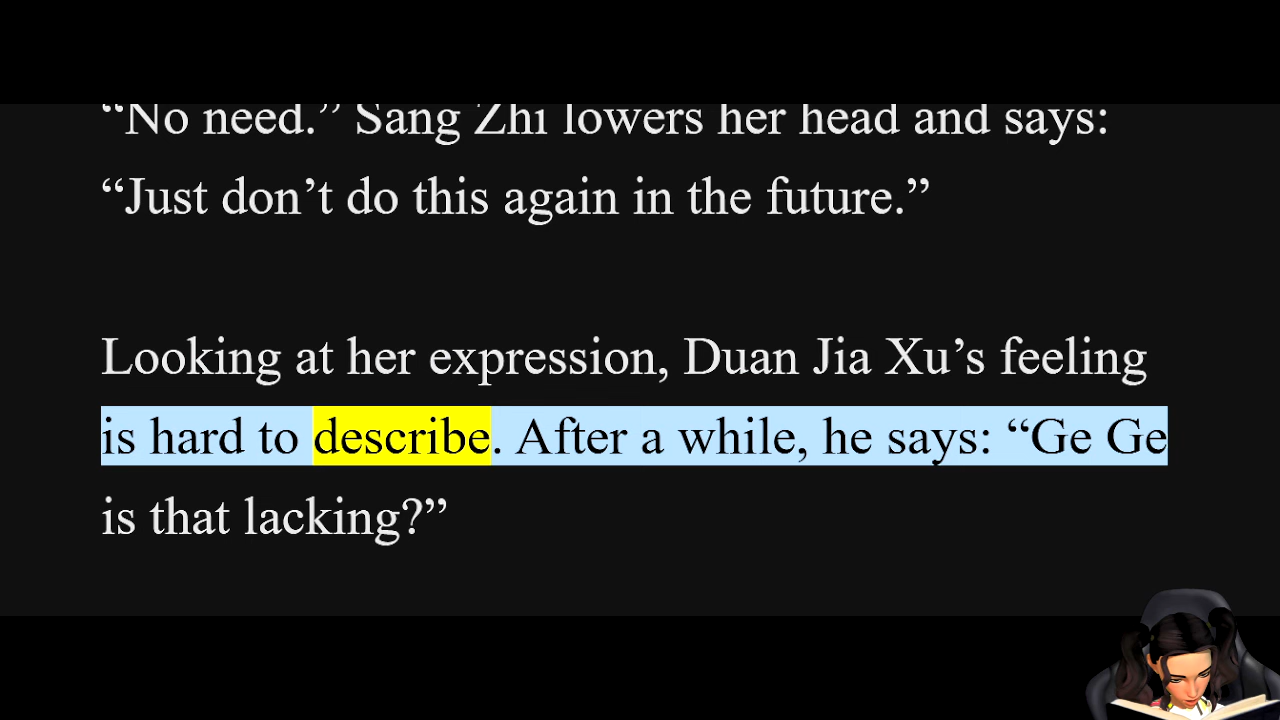 “No need.” Sang Zhi lowers her head and says:
“Just don’t do this again in the future.”
Looking at her expression, Duan Jia Xu’s feeling
is hard to describe. After a while, he says: “Ge Ge
is that lacking?”